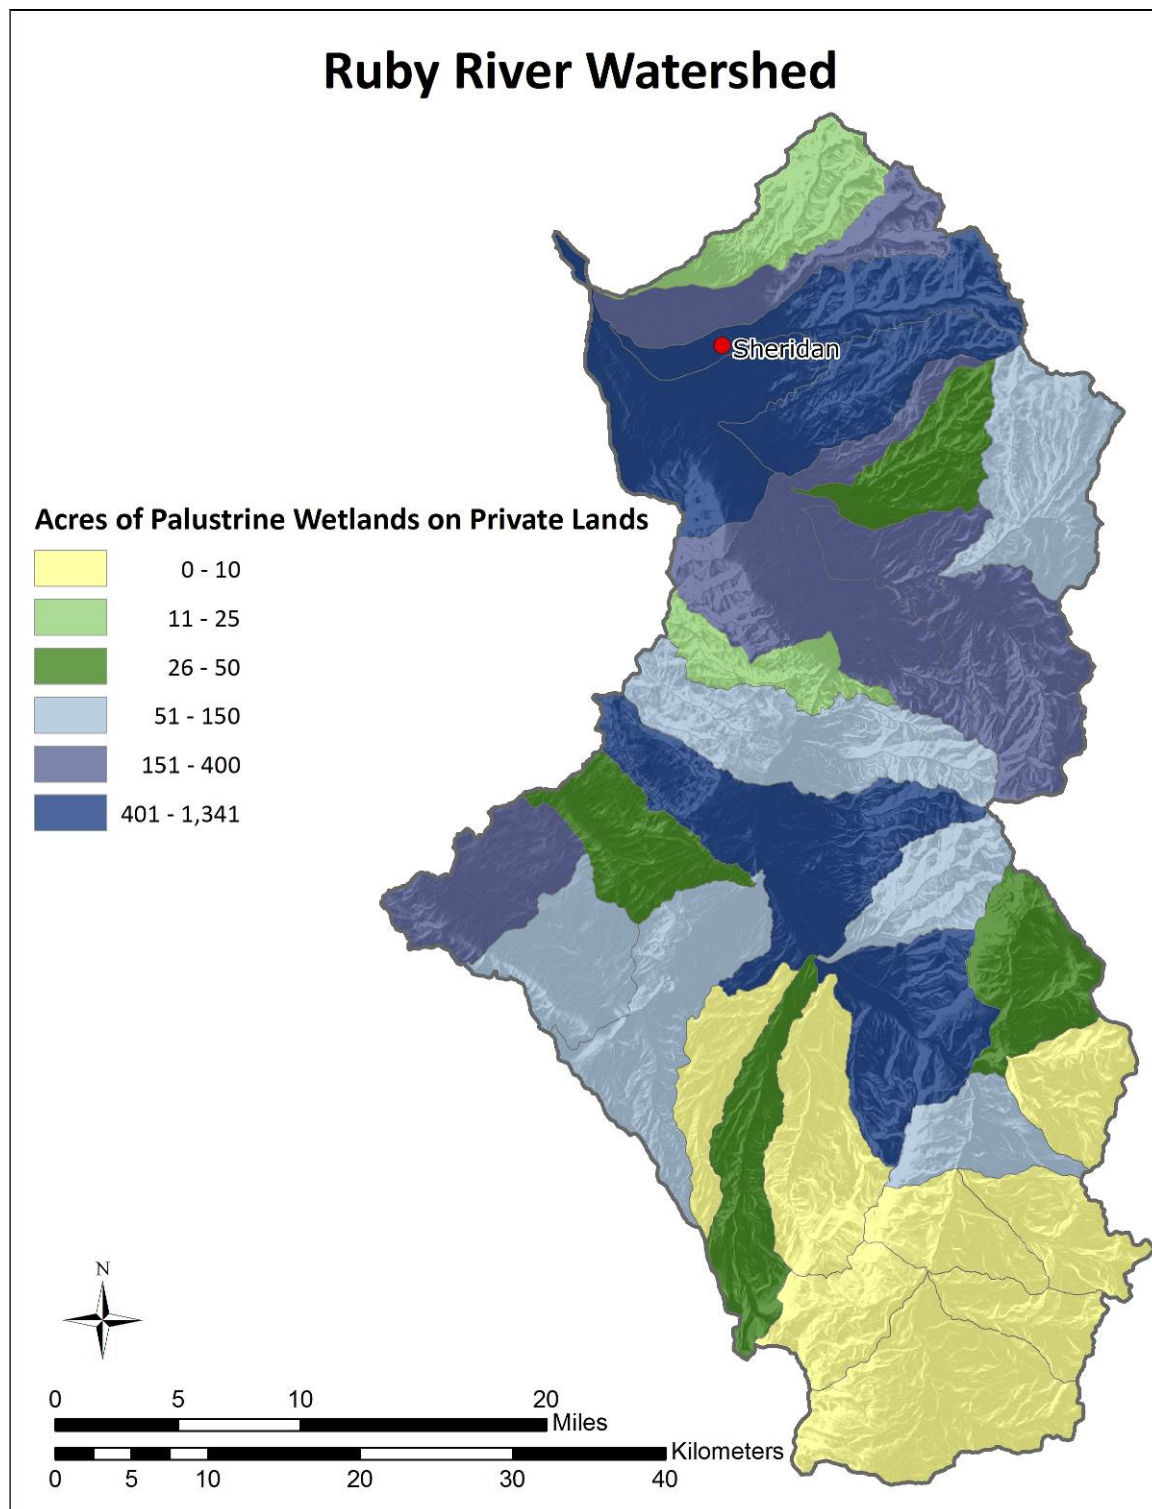 Ruby River Watershed
Sheridan
Acres of Palustrine Wetlands on Private Lands
0 - 10
11 - 25
26 - 50
51 - 150
151 - 400
401 - 1,341
N
0 5 10 20
Miles
Kilometers
0 5 10 20 30 40